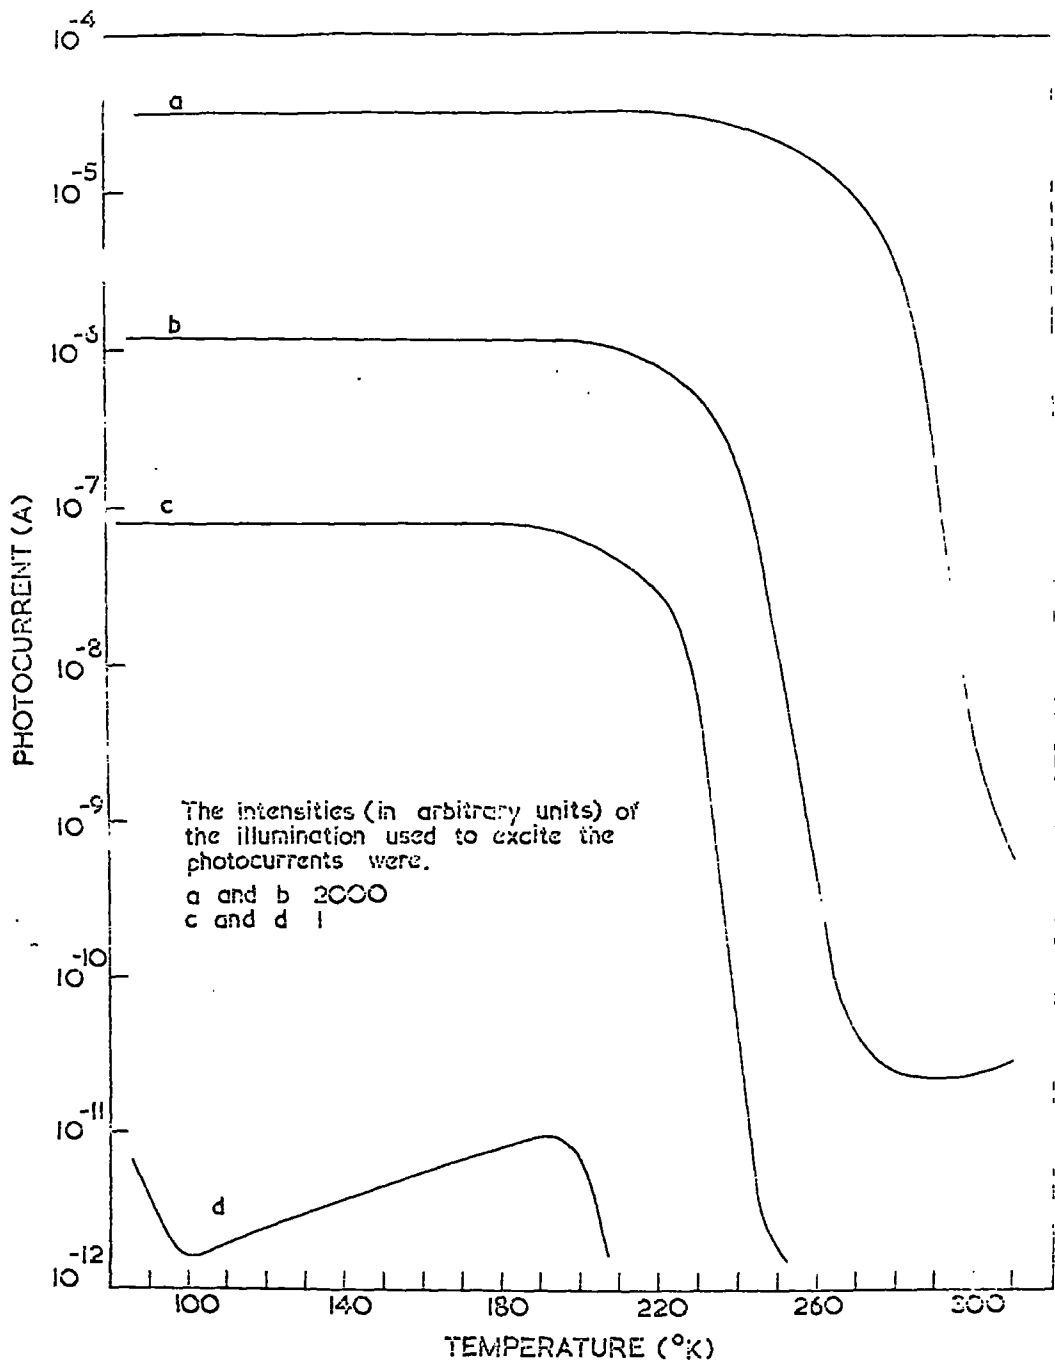 10-4
a
10-5
b
10-6
10-7
c
PHOTOCURRENT (A)
10-8
10-9
The intensities (in arbitrary units) of
the illumination used to excite the
photocurrents were.
a and b 2000
c and d 1
10-10
10-11
d
10-12
100 140 180 220 260 300
TEMPERATURE (°K)